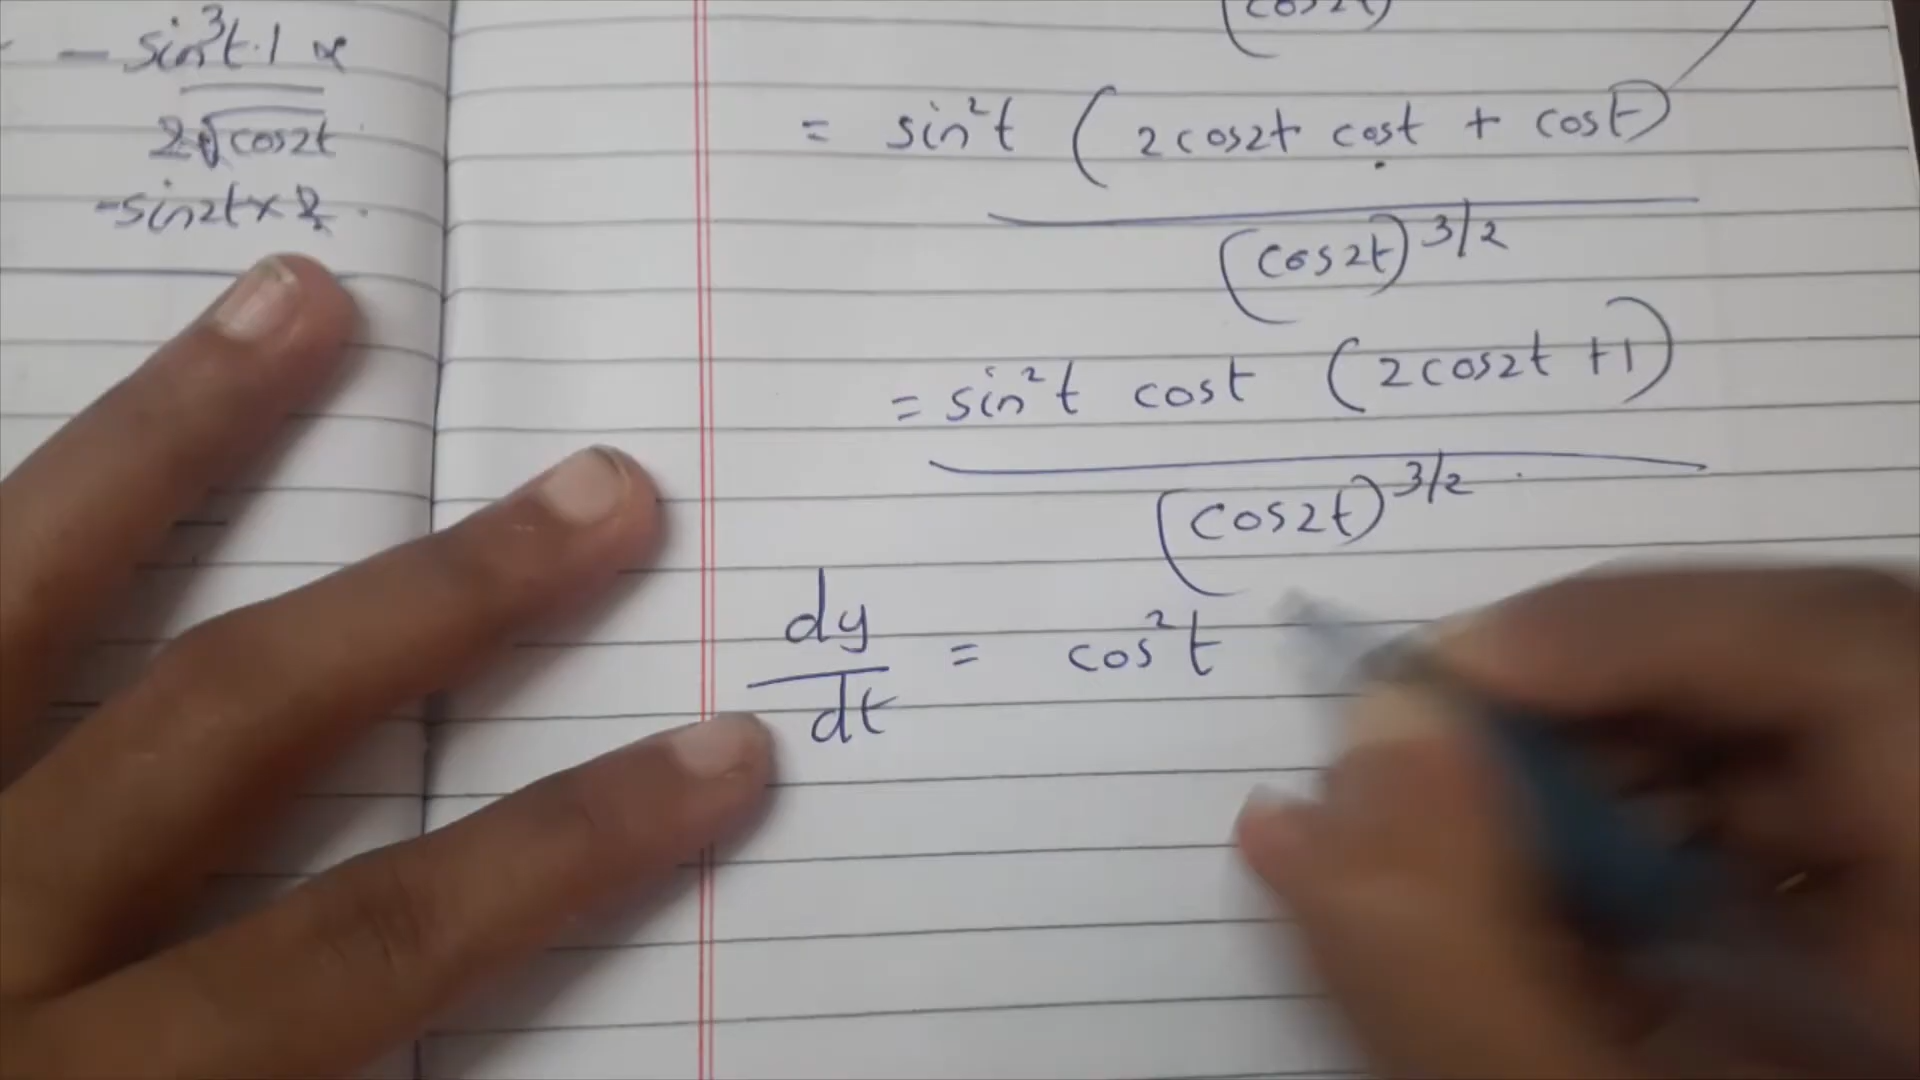 - sin³t·1 ×
2√cos2t
-sin2t×2
= sin²t (2cos2t cost + cost)
(cos2t)^3/2
= sin²t cost (2cos2t +1)
(cos2t)^3/2
dy
dt
= cos²t